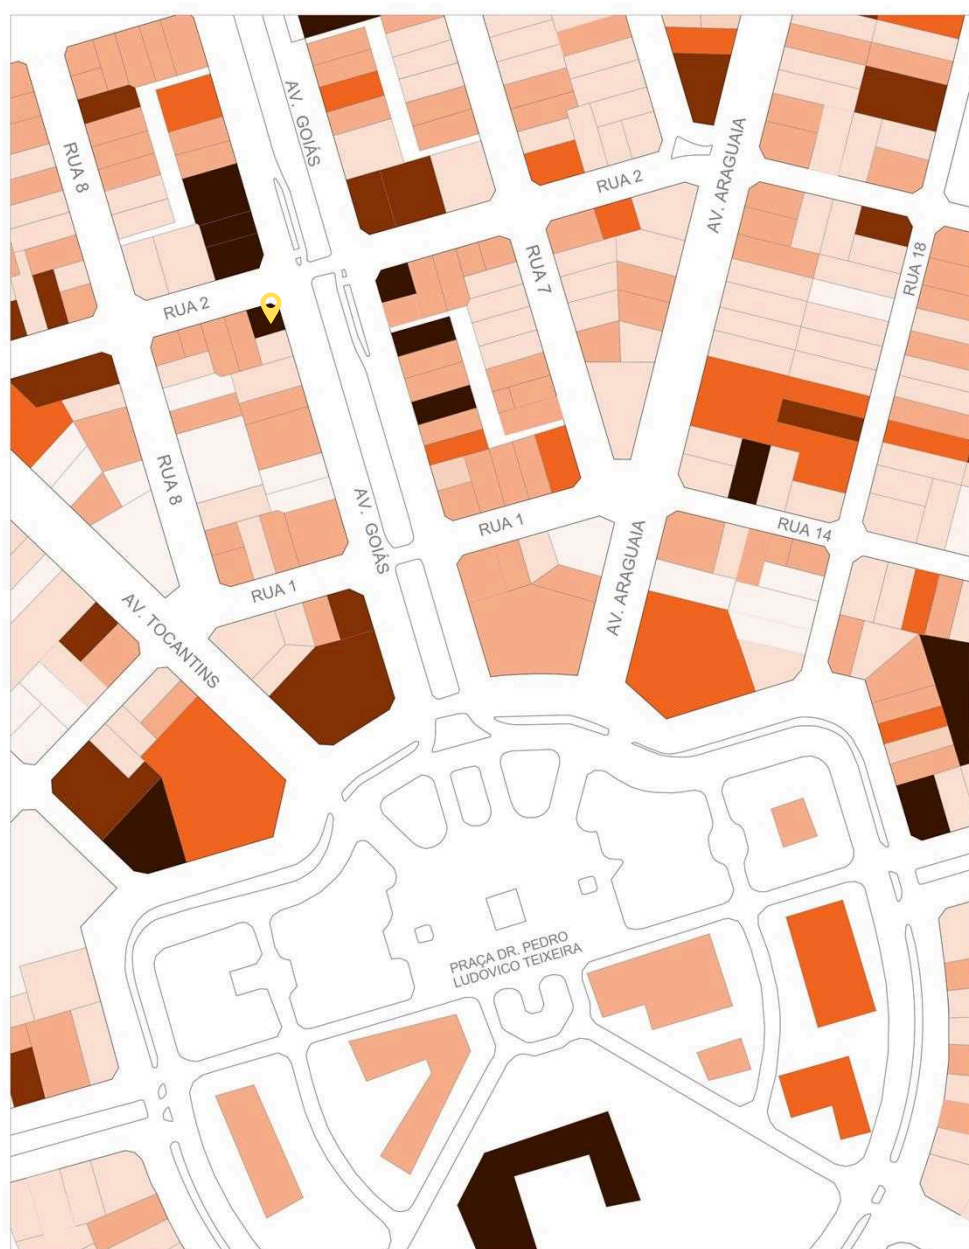 AV. GOIÁS
RUA 8
RUA 2
AV. ARAGUAIA
RUA 7
RUA 18
RUA 2
RUA 8
AV. GOIÁS
RUA 1
RUA 14
AV. ARAGUAIA
RUA 1
AV. TOCANTINS
PRAÇA DR. PEDRO
LUDOVICO TEIXEIRA